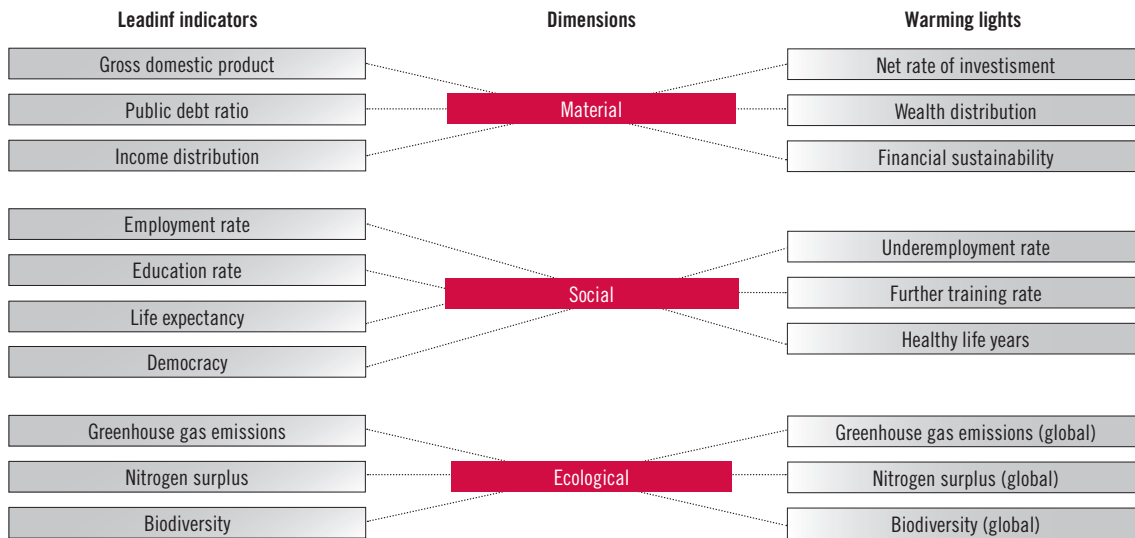 Leadinf indicators
Dimensions
Warming lights
Gross domestic product
Public debt ratio
Income distribution
Material
Net rate of investisment
Wealth distribution
Financial sustainability
Employment rate
Education rate
Life expectancy
Democracy
Social
Underemployment rate
Further training rate
Healthy life years
Greenhouse gas emissions
Nitrogen surplus
Biodiversity
Ecological
Greenhouse gas emissions (global)
Nitrogen surplus (global)
Biodiversity (global)